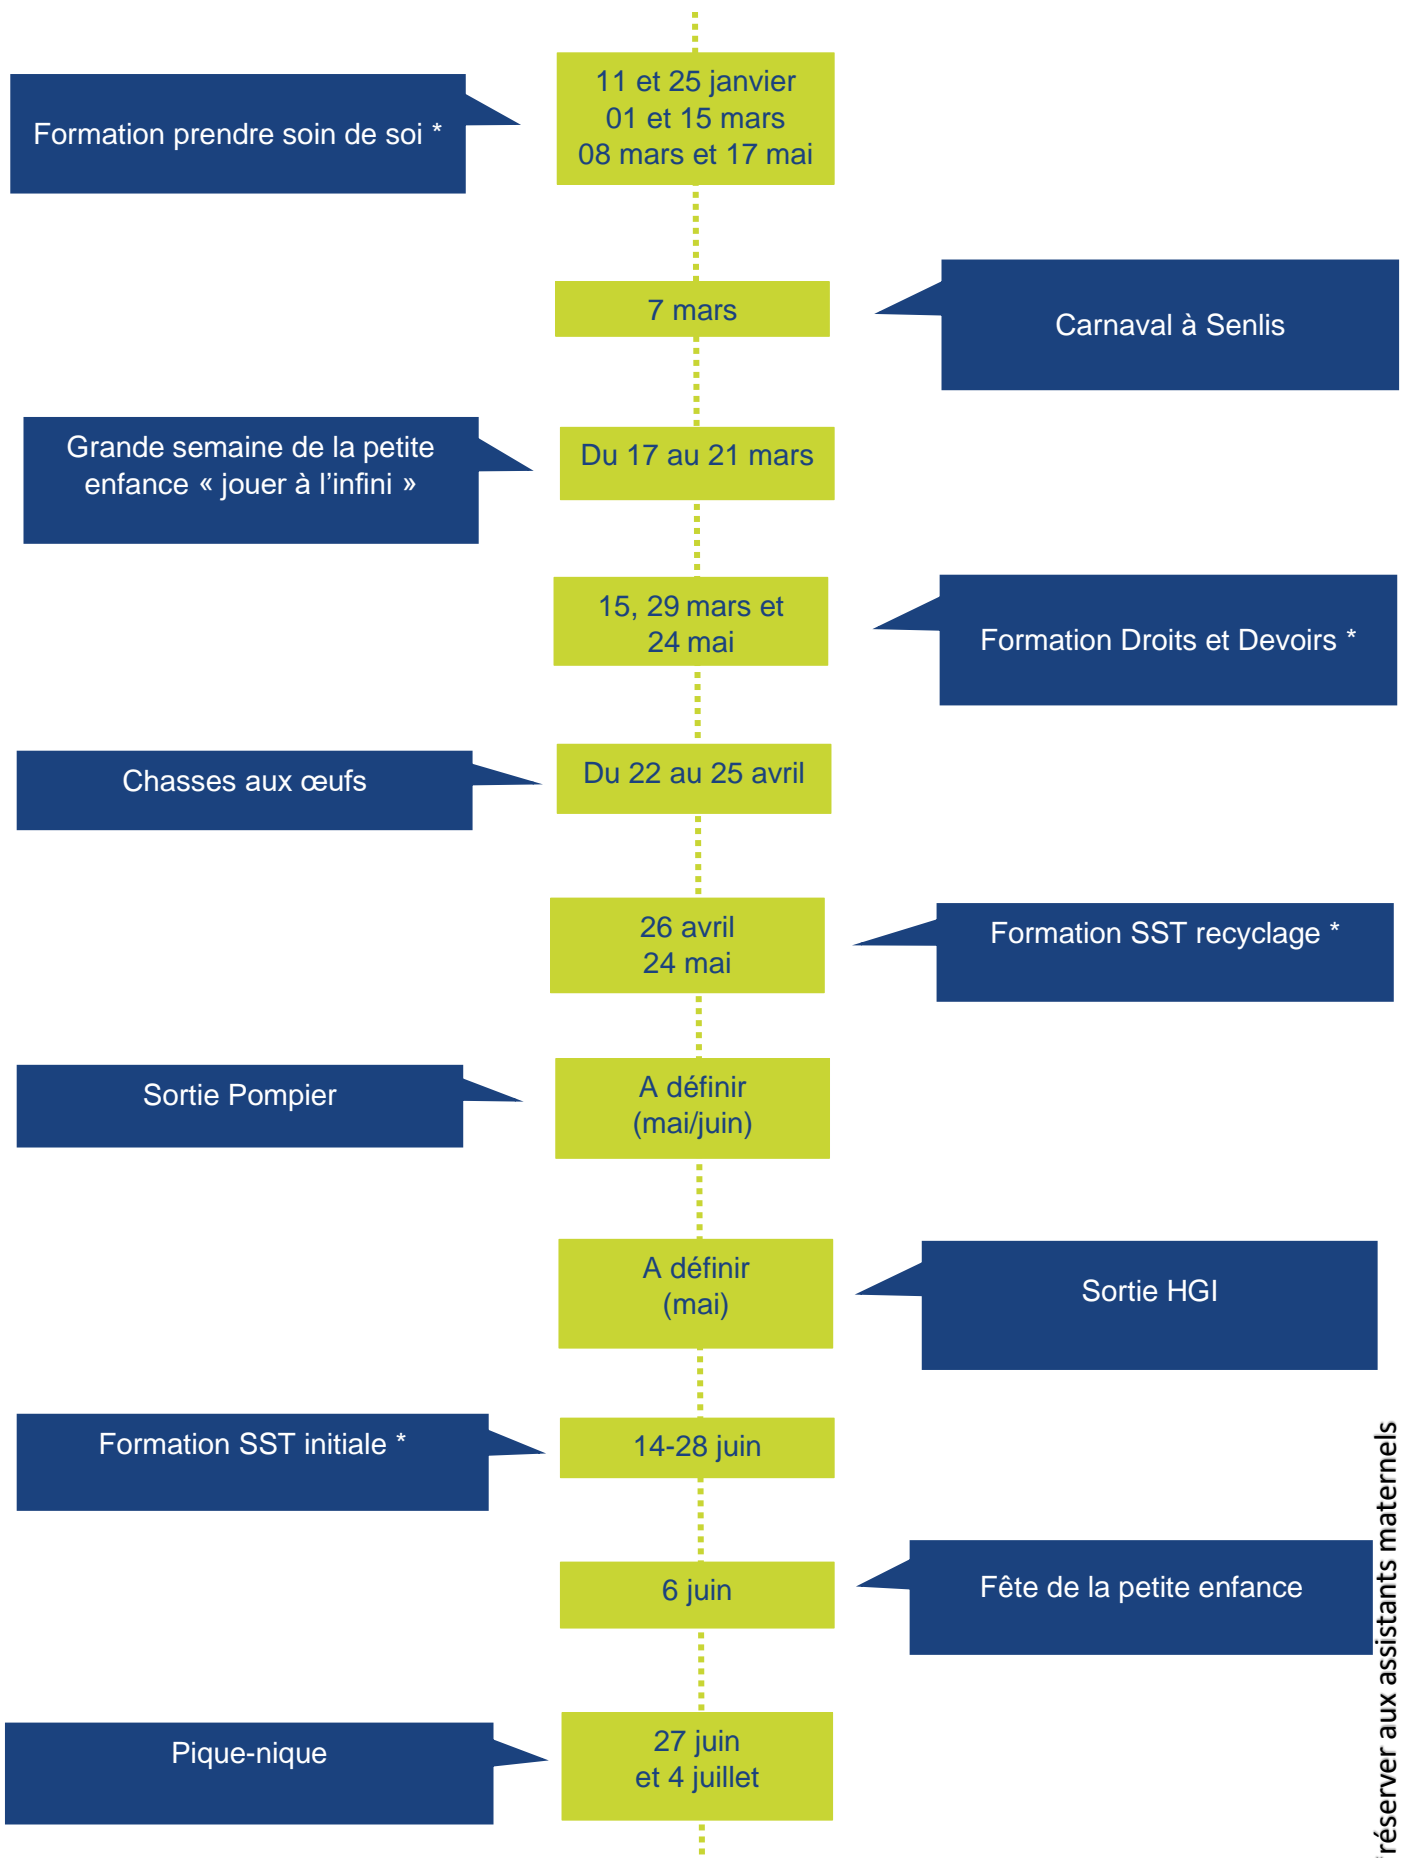 Formation prendre soin de soi *
11 et 25 janvier
01 et 15 mars
08 mars et 17 mai
7 mars
Carnaval à Senlis
Grande semaine de la petite
enfance « jouer à l’infini »
Du 17 au 21 mars
15, 29 mars et
24 mai
Formation Droits et Devoirs *
Chasses aux œufs
Du 22 au 25 avril
26 avril
24 mai
Formation SST recyclage *
Sortie Pompier
A définir
(mai/juin)
A définir
(mai)
Sortie HGI
Formation SST initiale *
14-28 juin
6 juin
Fête de la petite enfance
Pique-nique
27 juin
et 4 juillet
*réserver aux assistants maternels